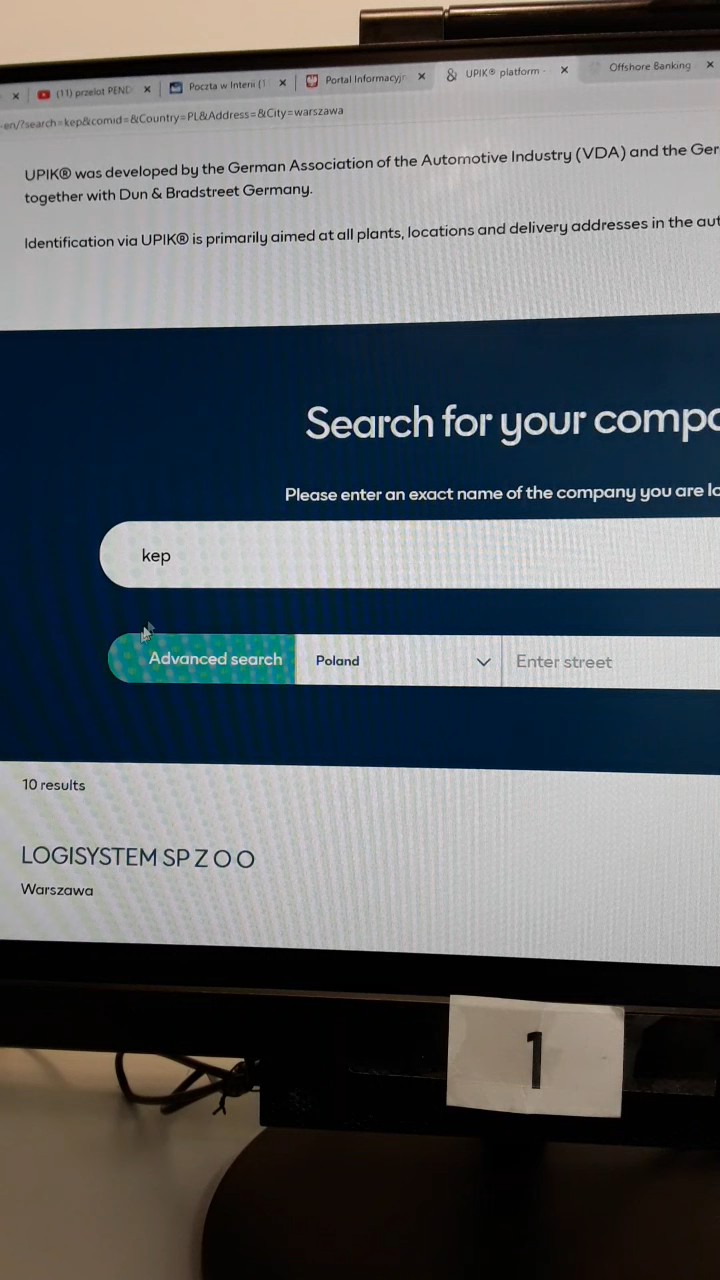 (11) przelot PEND
Poczta w Interii (1
Portal Informacyjn
UPIK® platform -
Offshore Banking
-en/?search=kep&comid=&Country=PL&Address=&City=warszawa
UPIK® was developed by the German Association of the Automotive Industry (VDA) and the Ger
together with Dun & Bradstreet Germany.
Identification via UPIK® is primarily aimed at all plants, locations and delivery addresses in the aut
Search for your compa
Please enter an exact name of the company you are lo
kep
Advanced search
Poland
Enter street
10 results
LOGISYSTEM SP Z O O
Warszawa
1